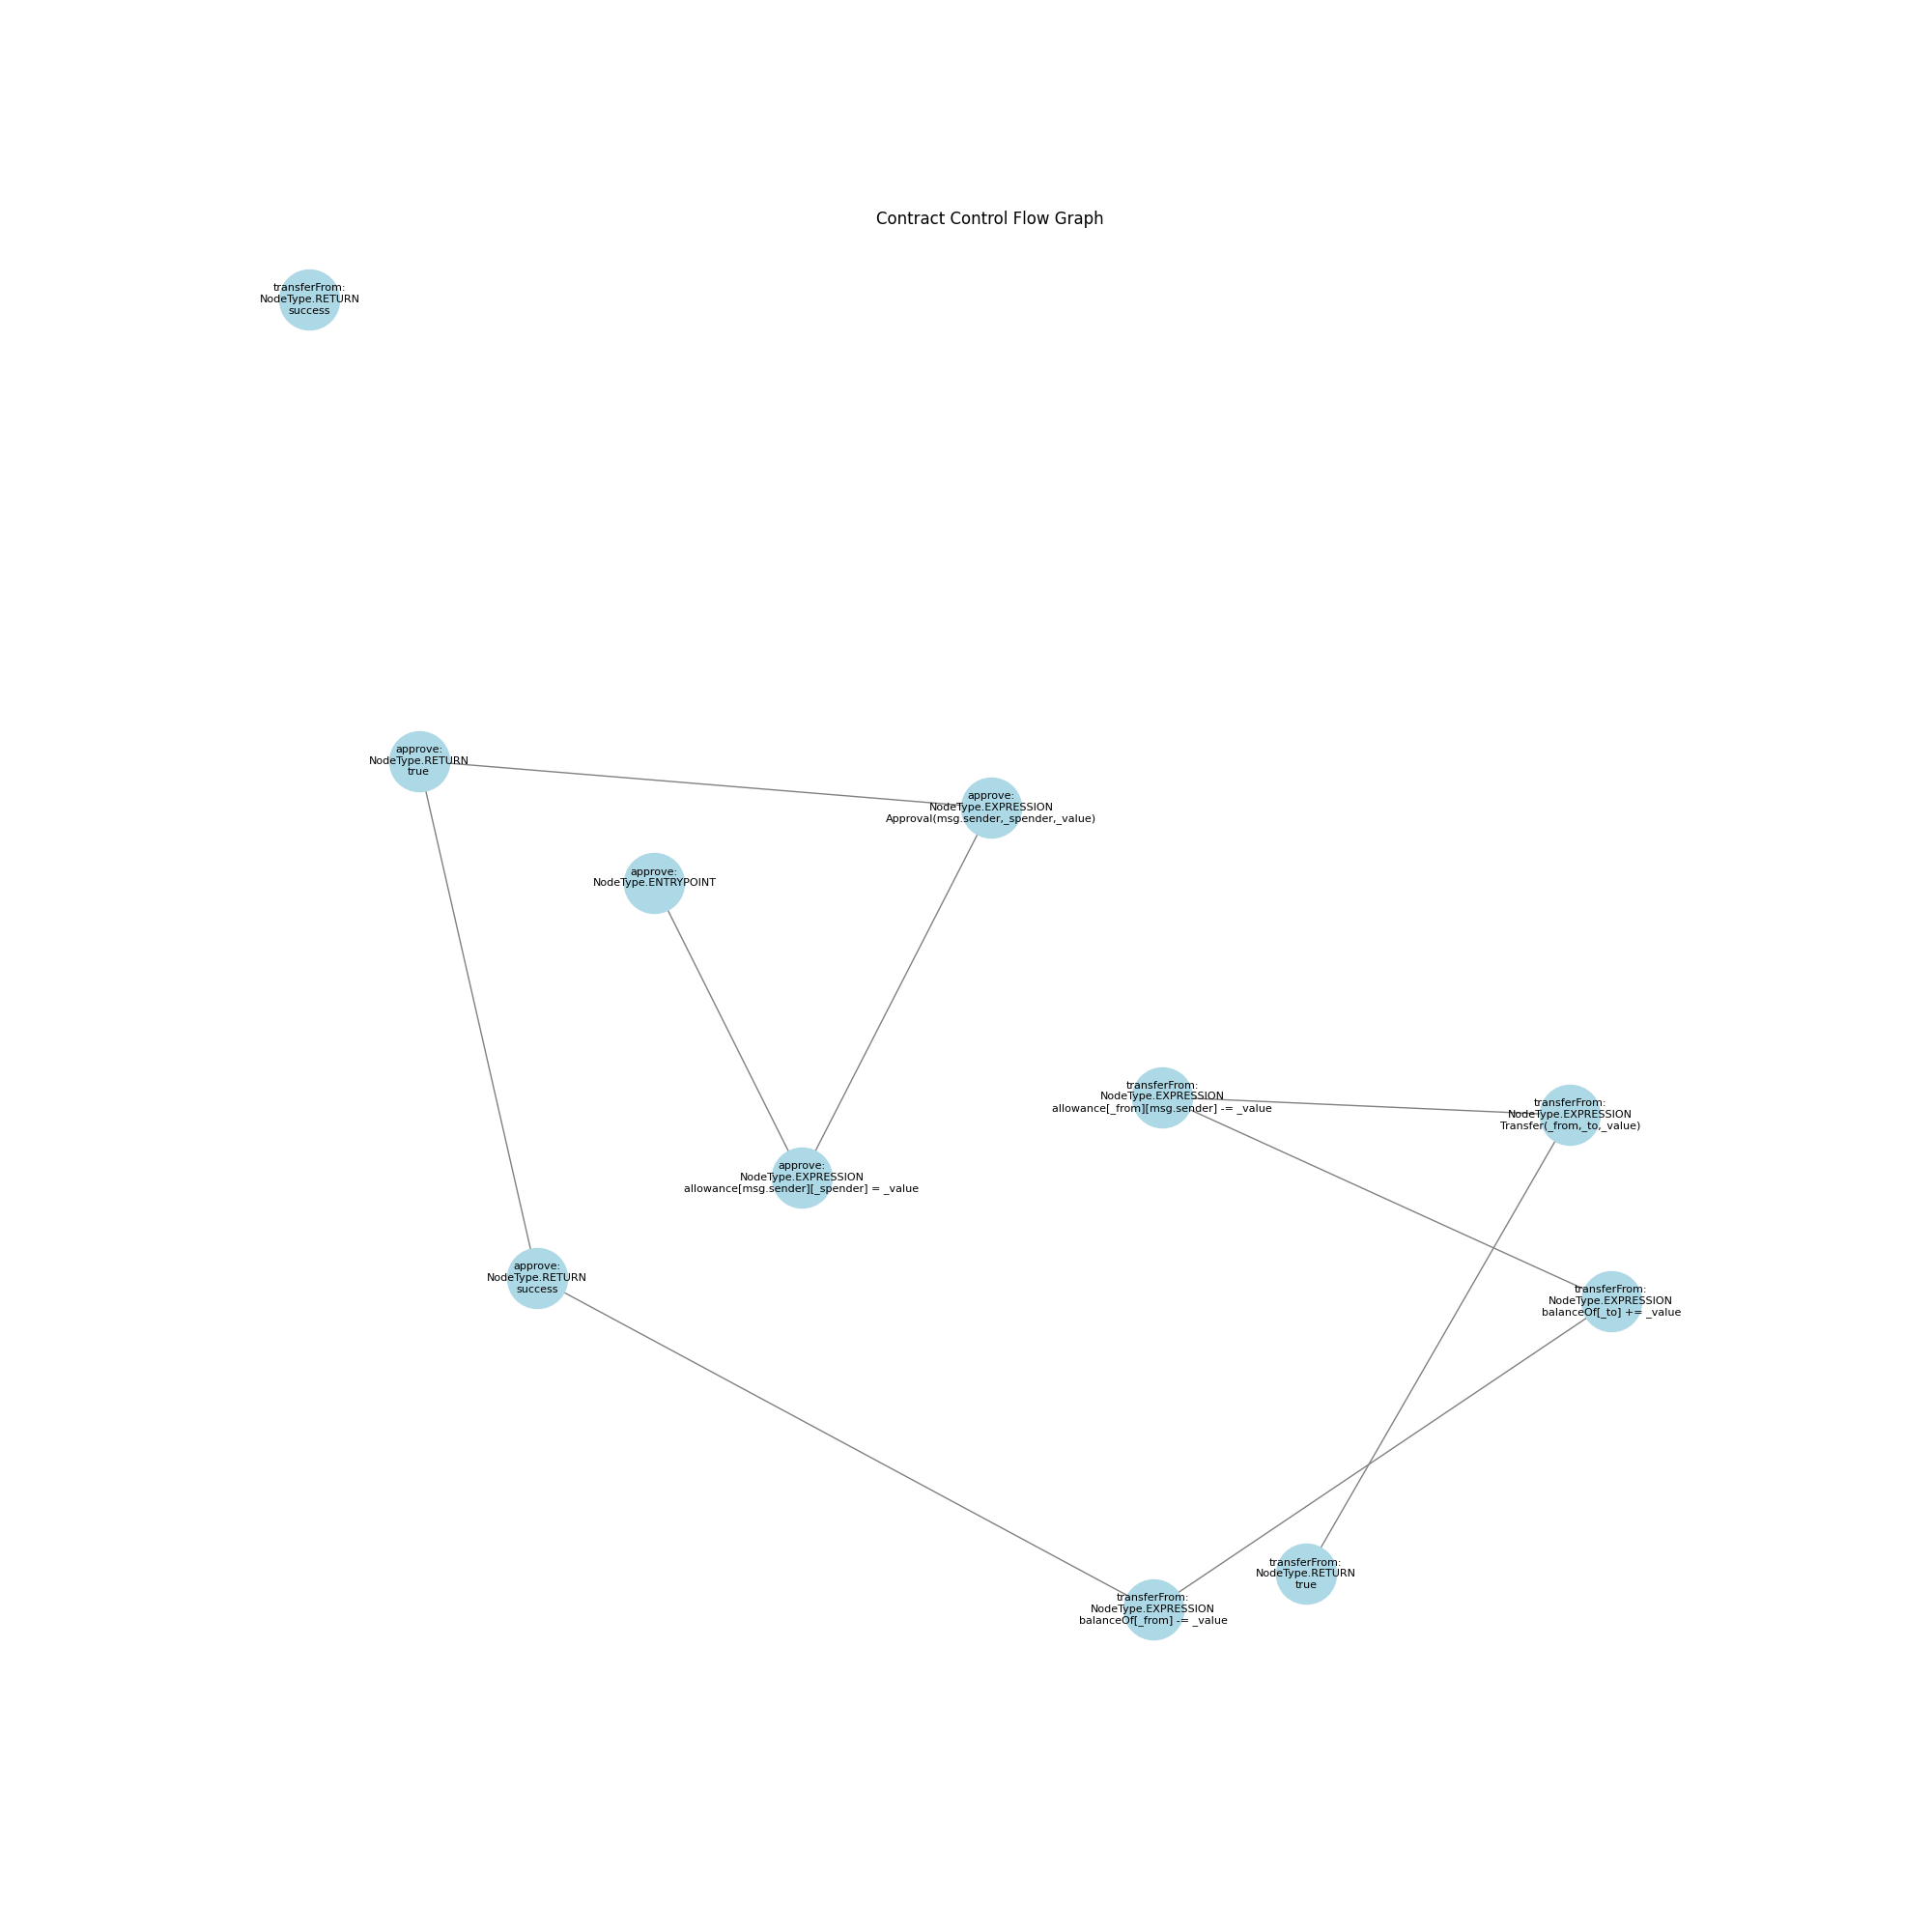 Contract Control Flow Graph
transferFrom:
NodeType.RETURN
success
approve:
NodeType.RETURN
true
approve:
NodeType.EXPRESSION
Approval(msg.sender,_spender,_value)
approve:
NodeType.ENTRYPOINT
transferFrom:
NodeType.EXPRESSION
allowance[_from][msg.sender] -= _value
transferFrom:
NodeType.EXPRESSION
Transfer(_from,_to,_value)
approve:
NodeType.EXPRESSION
allowance[msg.sender][_spender] = _value
approve:
NodeType.RETURN
success
transferFrom:
NodeType.EXPRESSION
balanceOf[_to] += _value
transferFrom:
NodeType.RETURN
true
transferFrom:
NodeType.EXPRESSION
balanceOf[_from] -= _value